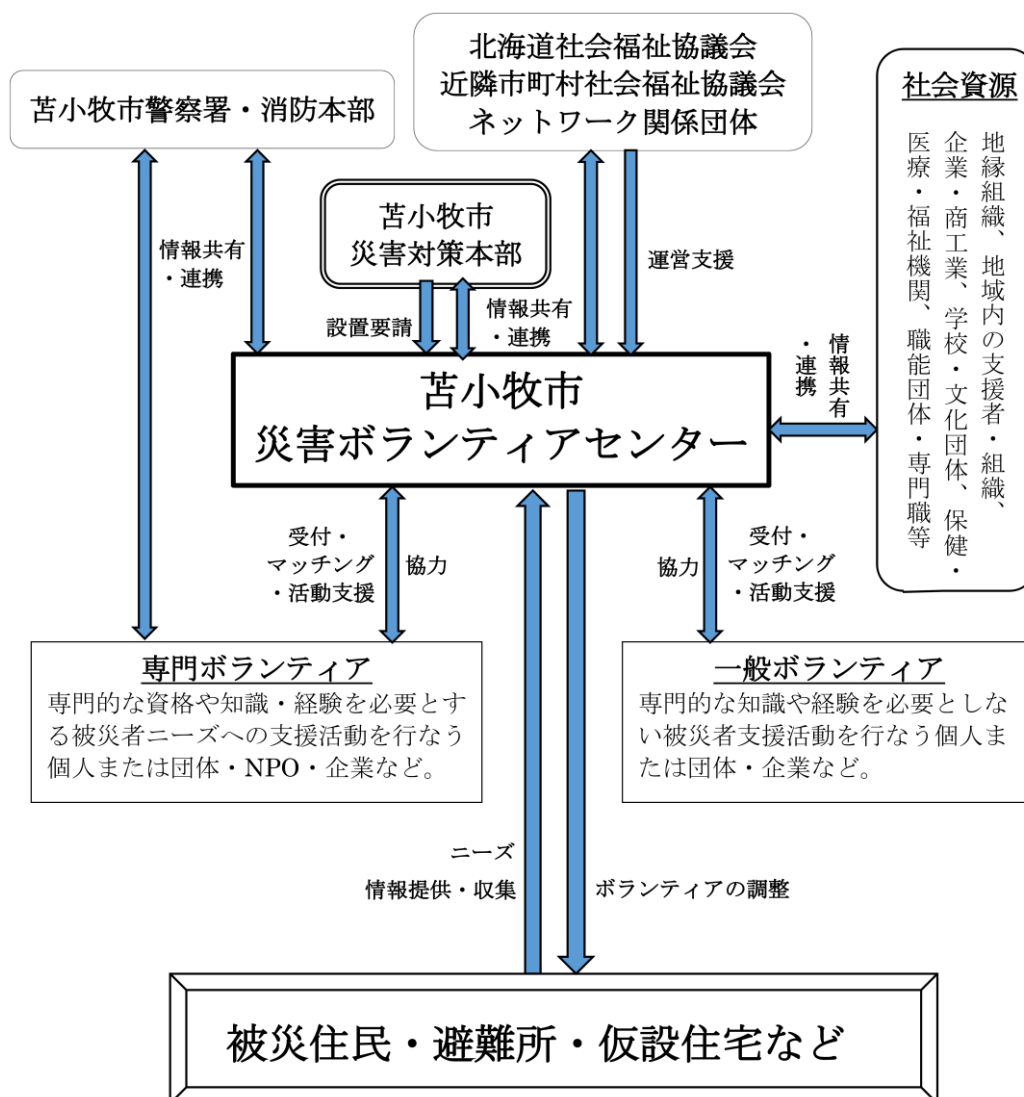 北海道社会福祉協議会
近隣市町村社会福祉協議会
ネットワーク関係団体
苫小牧市警察署・消防本部
社会資源
地縁組織、地域内の支援者・組織、
企業・商工業、学校・文化団体、保健・
医療・福祉機関、職能団体・専門職等
苫小牧市
災害対策本部
情報共有
・連携
運営支援
設置要請
情報共有
・連携
情報共有
・連携
苫小牧市
災害ボランティアセンター
受付・
マッチング
・活動支援
協力
協力
受付・
マッチング
・活動支援
専門ボランティア
専門的な資格や知識・経験を必要とす
る被災者ニーズへの支援活動を行なう
個人または団体・NPO・企業など。
一般ボランティア
専門的な知識や経験を必要としな
い被災者支援活動を行なう個人ま
たは団体・企業など。
ニーズ
情報提供・収集
ボランティアの調整
被災住民・避難所・仮設住宅など